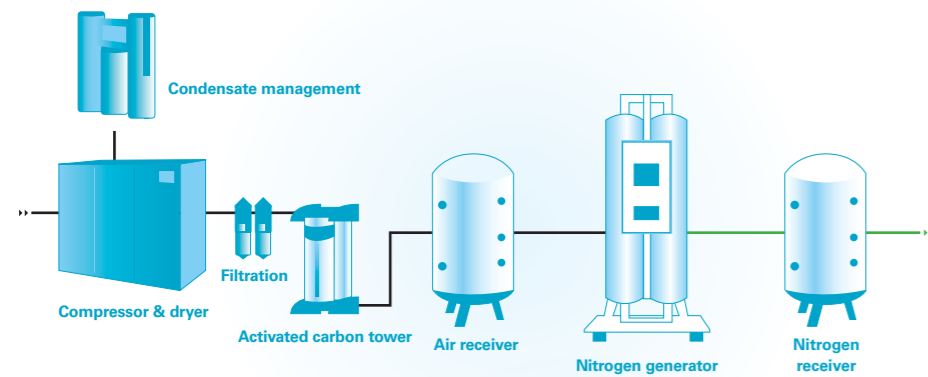 Condensate management
Filtration
Compressor & dryer
Activated carbon tower
Air receiver
Nitrogen generator
Nitrogen
receiver